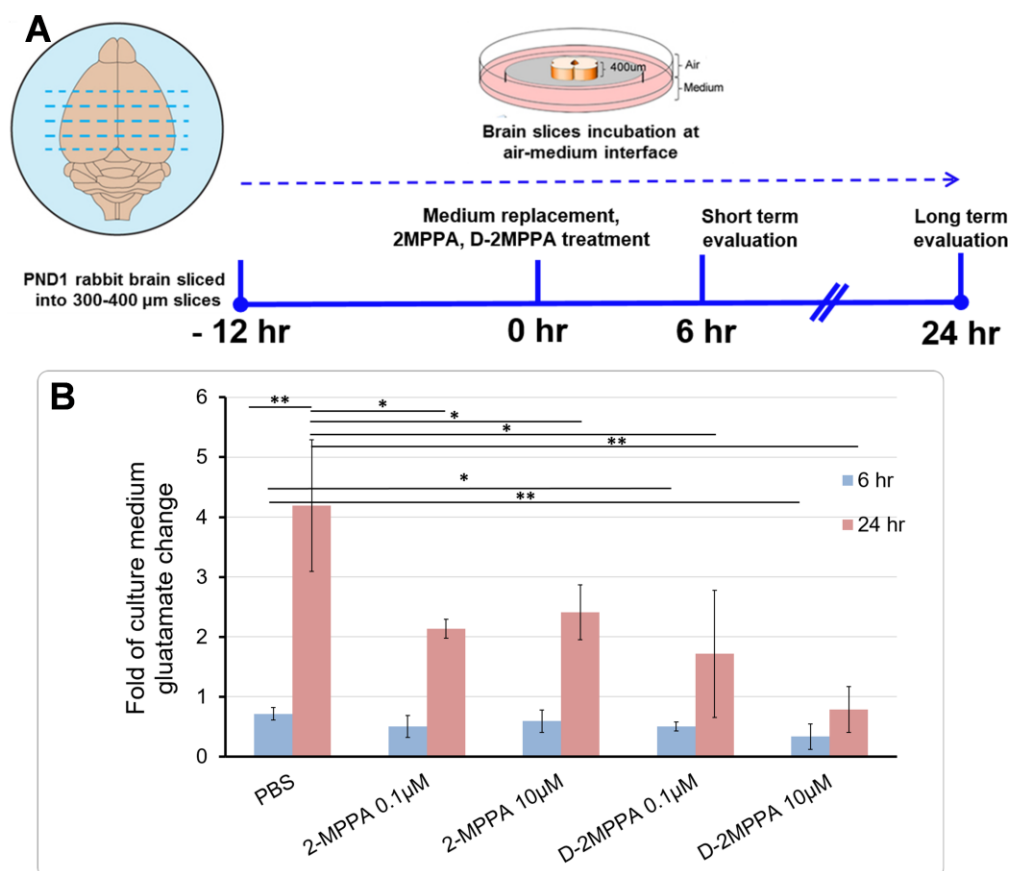 A
400um
Air
Medium
Brain slices incubation at
air-medium interface
Medium replacement,
2MPPA, D-2MPPA treatment
Short term
evaluation
Long term
evaluation
PND1 rabbit brain sliced
into 300-400 µm slices
- 12 hr
0 hr
6 hr
24 hr
B
Fold of culture medium
gluatamate change
6
5
4
3
2
1
0
**
*
*
*
**
*
**
6 hr
24 hr
PBS
2-MPPA 0.1µM
2-MPPA 10µM
D-2MPPA 0.1µM
D-2MPPA 10µM